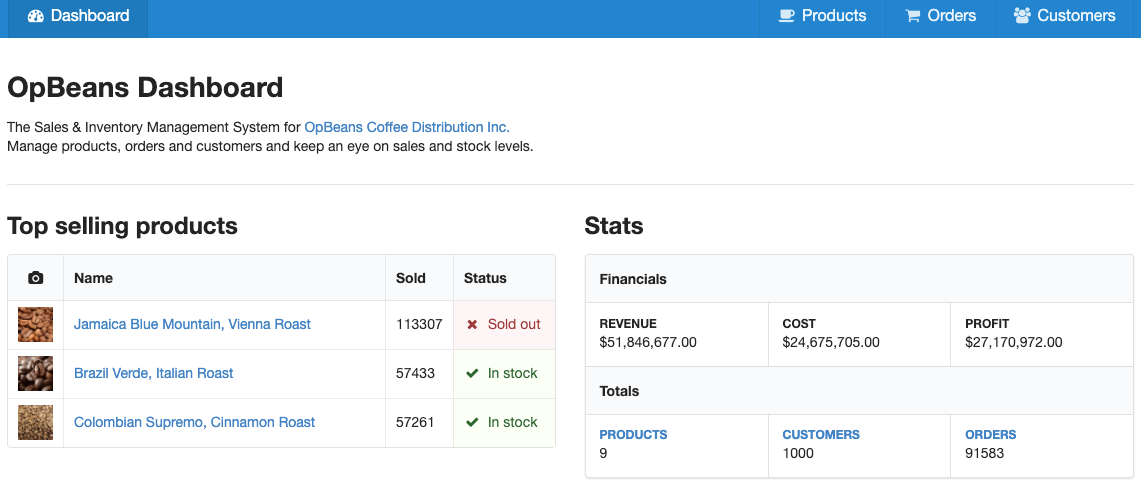 Dashboard
Products
Orders
Customers
OpBeans Dashboard
The Sales & Inventory Management System for OpBeans Coffee Distribution Inc.
Manage products, orders and customers and keep an eye on sales and stock levels.
Top selling products
Name Sold Status
Jamaica Blue Mountain, Vienna Roast 113307 Sold out
Brazil Verde, Italian Roast 57433 In stock
Colombian Supremo, Cinnamon Roast 57261 In stock
Stats
Financials
REVENUE COST PROFIT
$51,846,677.00 $24,675,705.00 $27,170,972.00
Totals
PRODUCTS CUSTOMERS ORDERS
9 1000 91583